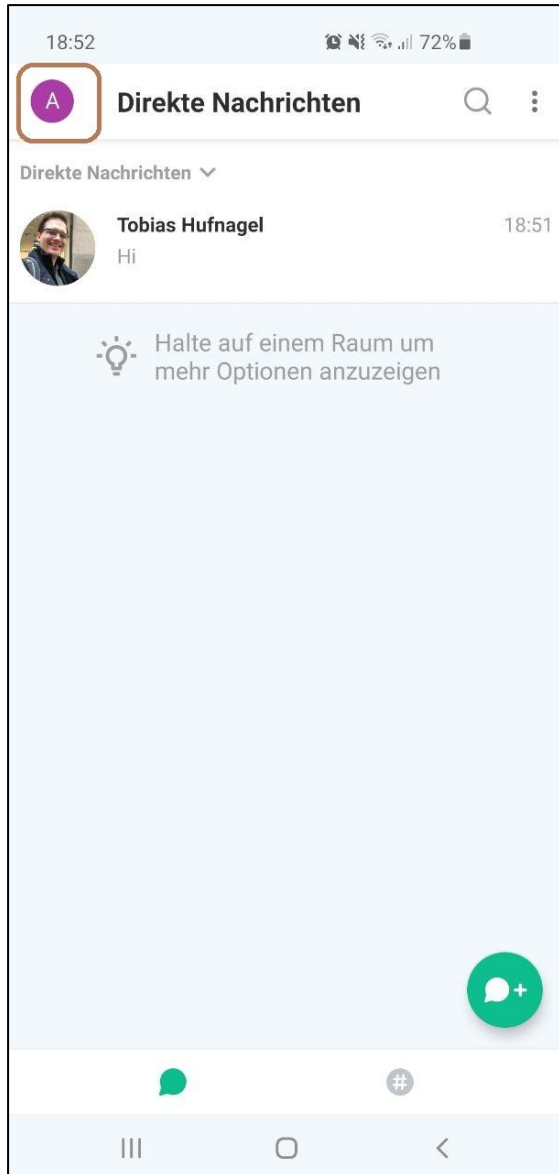 18:52 72%
A Direkte Nachrichten
Direkte Nachrichten
Tobias Hufnagel 18:51
Hi
Halte auf einem Raum um
mehr Optionen anzuzeigen
+
#